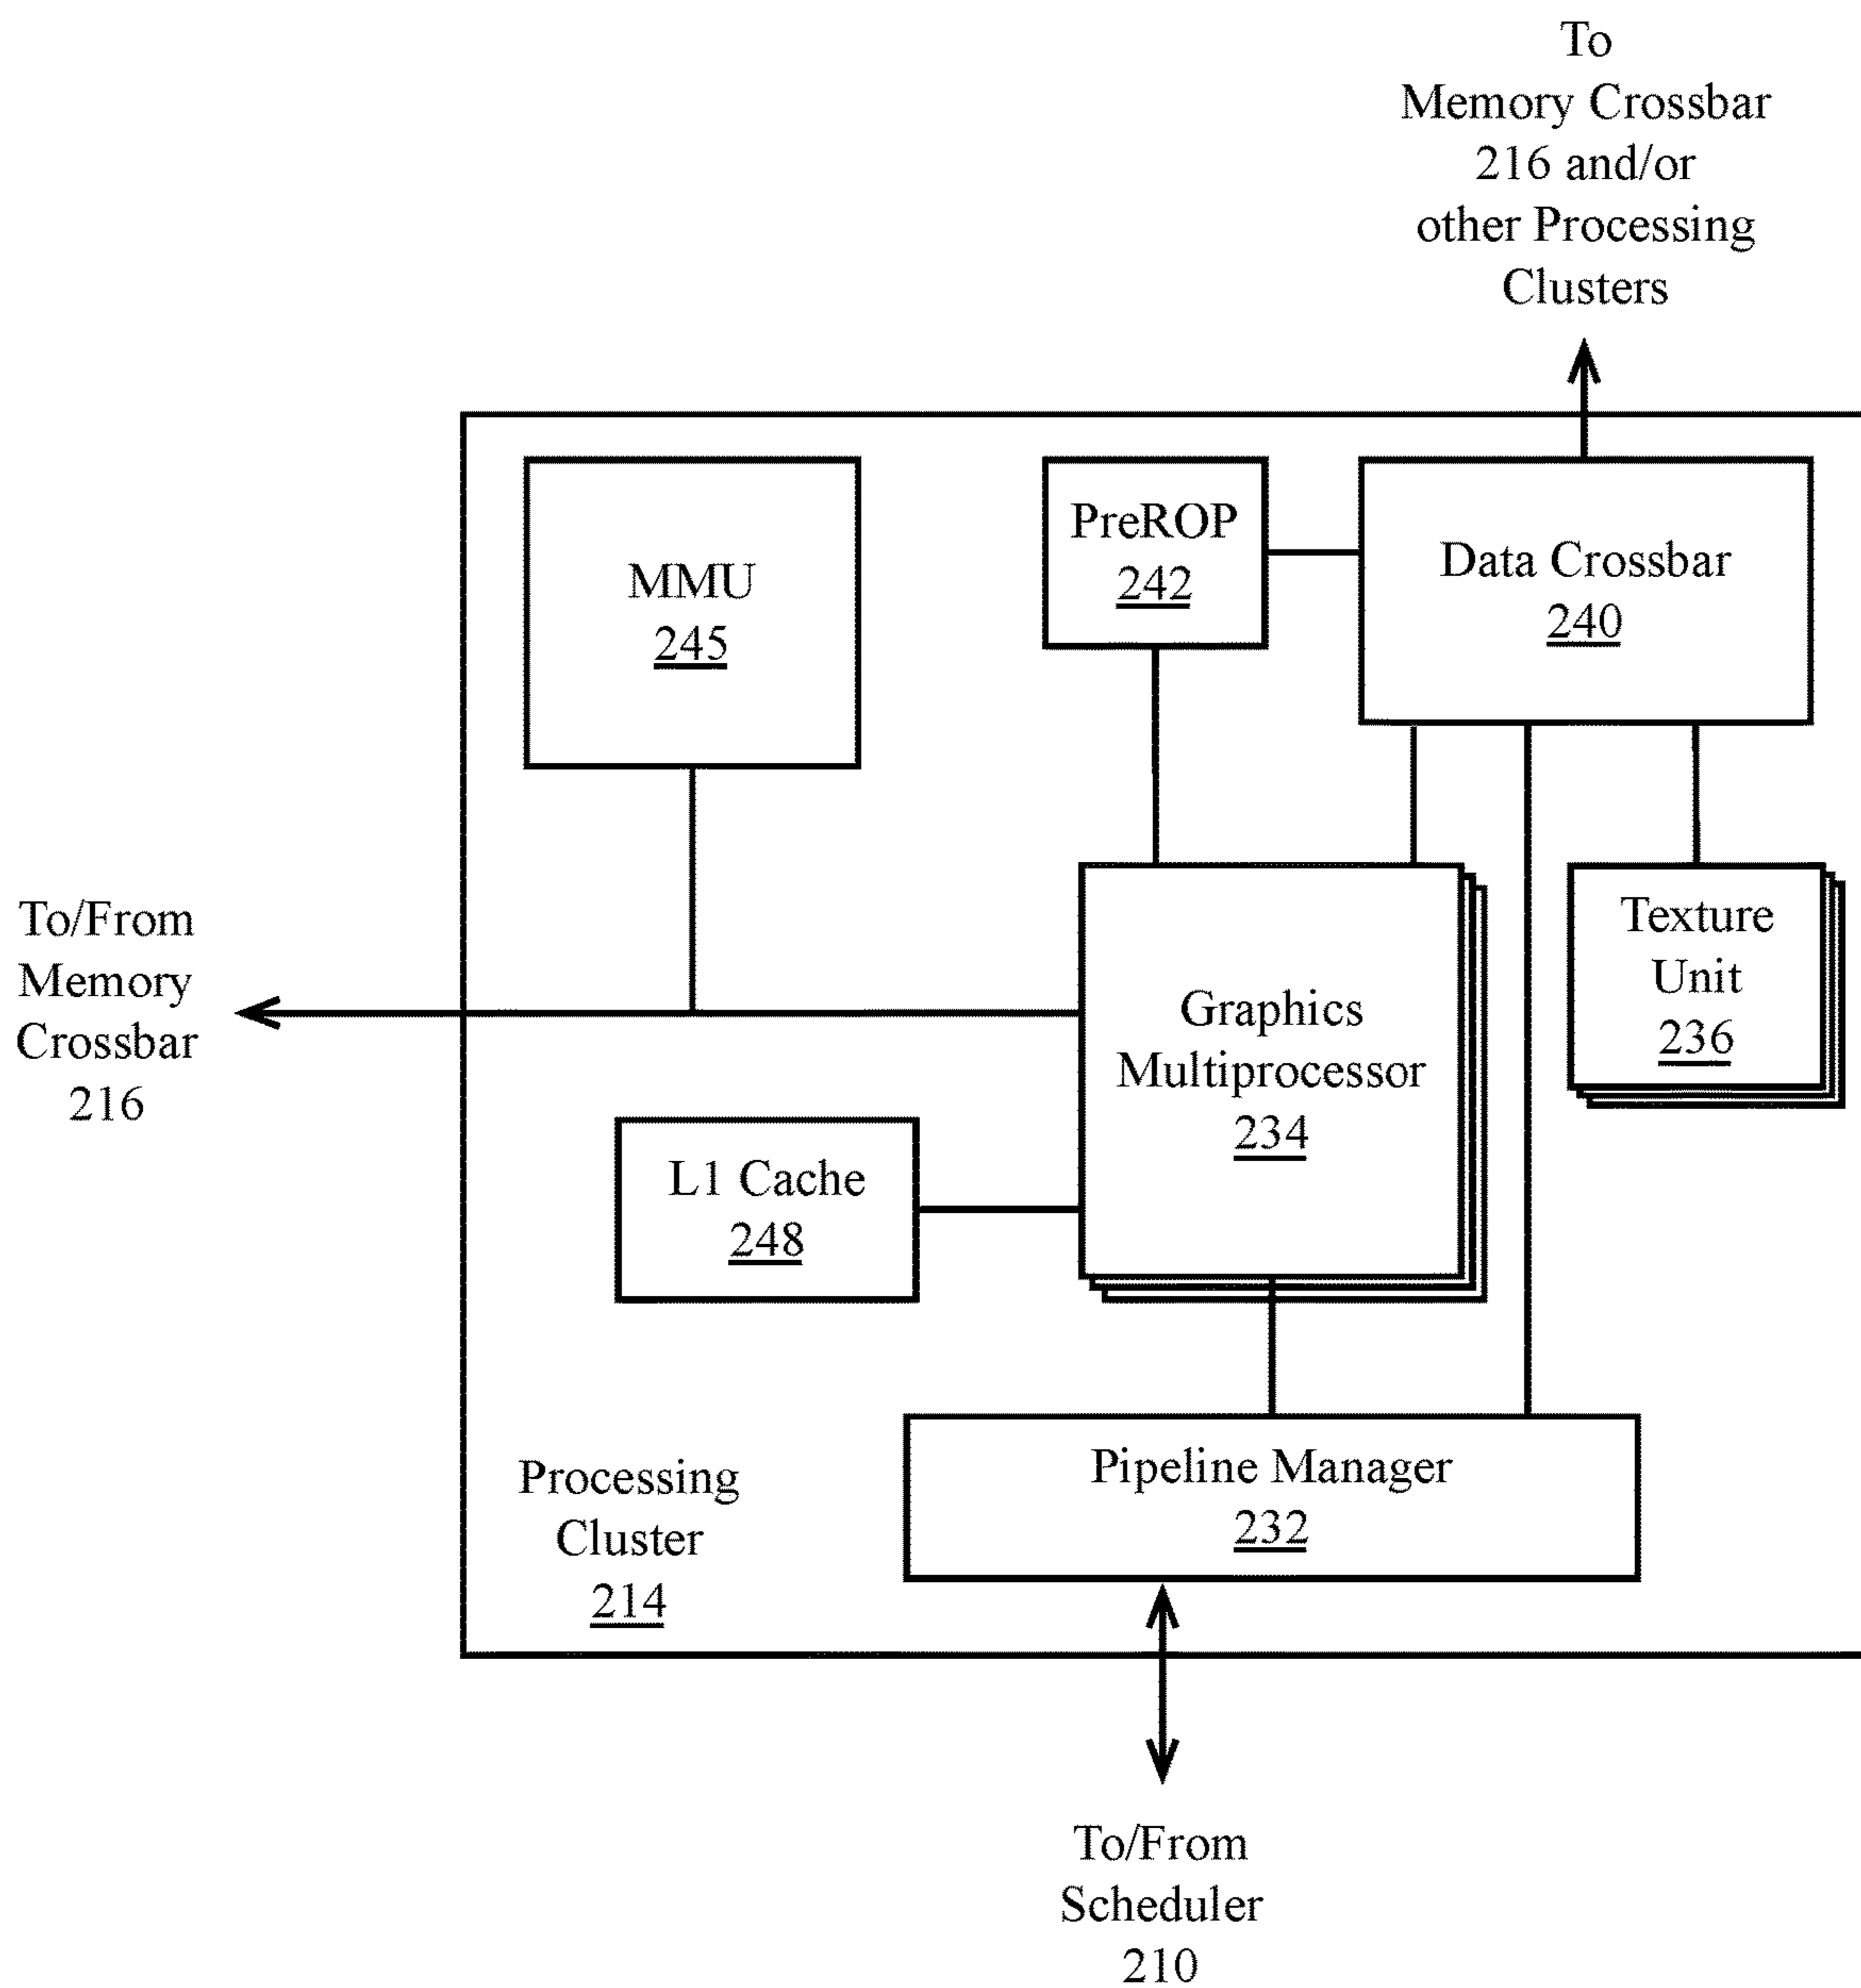 To
Memory Crossbar
216 and/or
other Processing
Clusters
MMU
245
PreROP
242
Data Crossbar
240
To/From
Memory
Crossbar
216
Graphics
Multiprocessor
234
Texture
Unit
236
L1 Cache
248
Processing
Cluster
214
Pipeline Manager
232
To/From
Scheduler
210